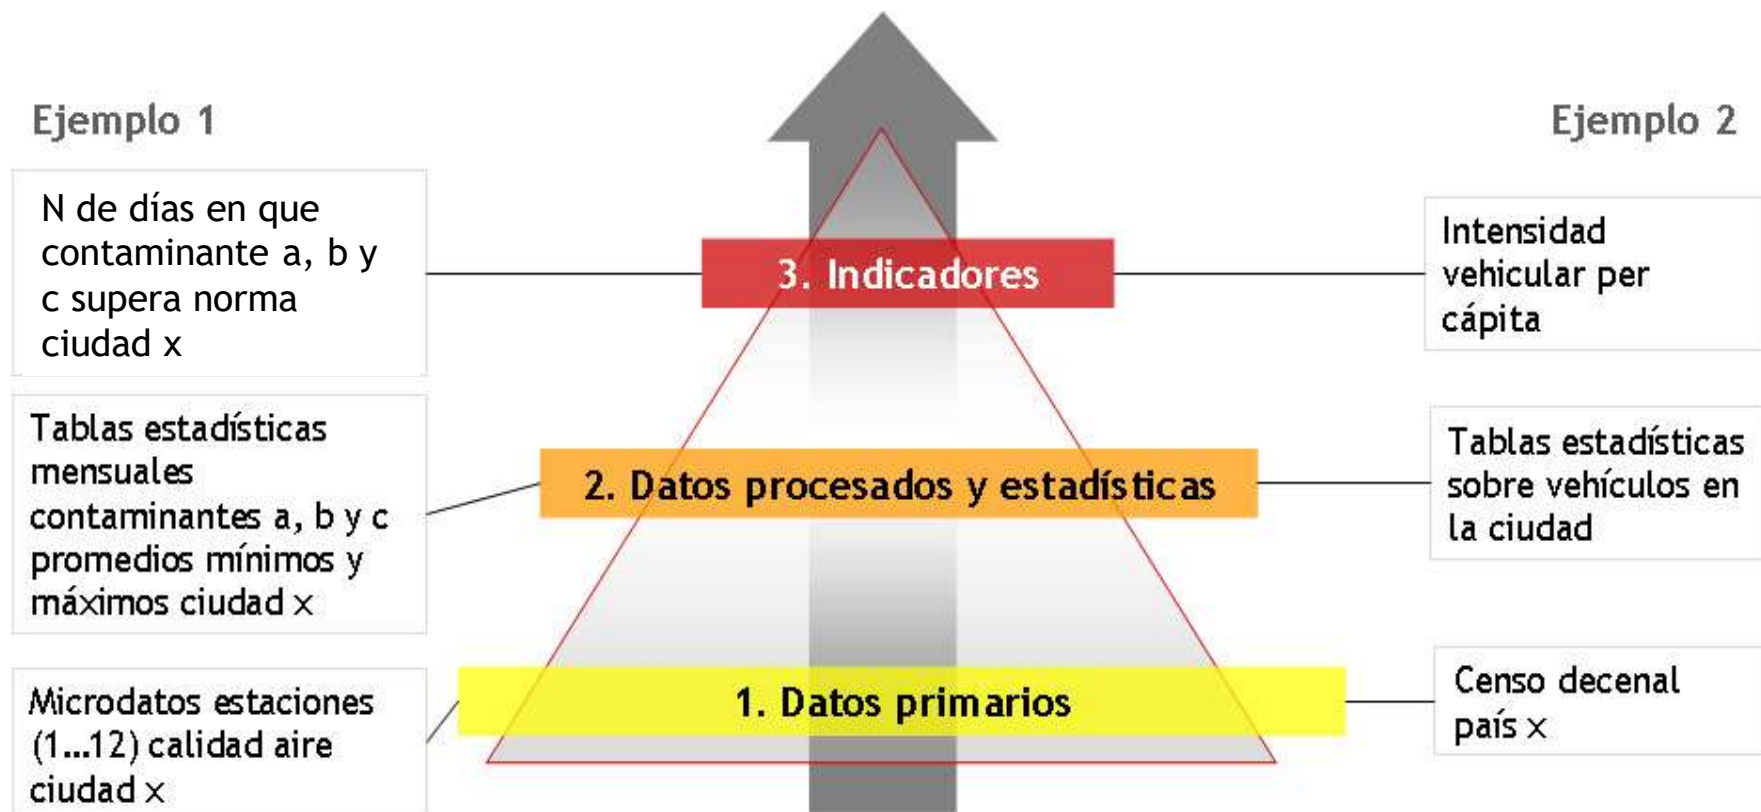 Ejemplo 1
Ejemplo 2
N de días en que
contaminante a, b y
c supera norma
ciudad x
3. Indicadores
Intensidad
vehicular per
cápita
Tablas estadísticas
mensuales
contaminantes a, b y c
promedios mínimos y
máximos ciudad x
2. Datos procesados y estadísticas
Tablas estadísticas
sobre vehículos en
la ciudad
Microdatos estaciones
(1...12) calidad aire
ciudad x
1. Datos primarios
Censo decenal
país x